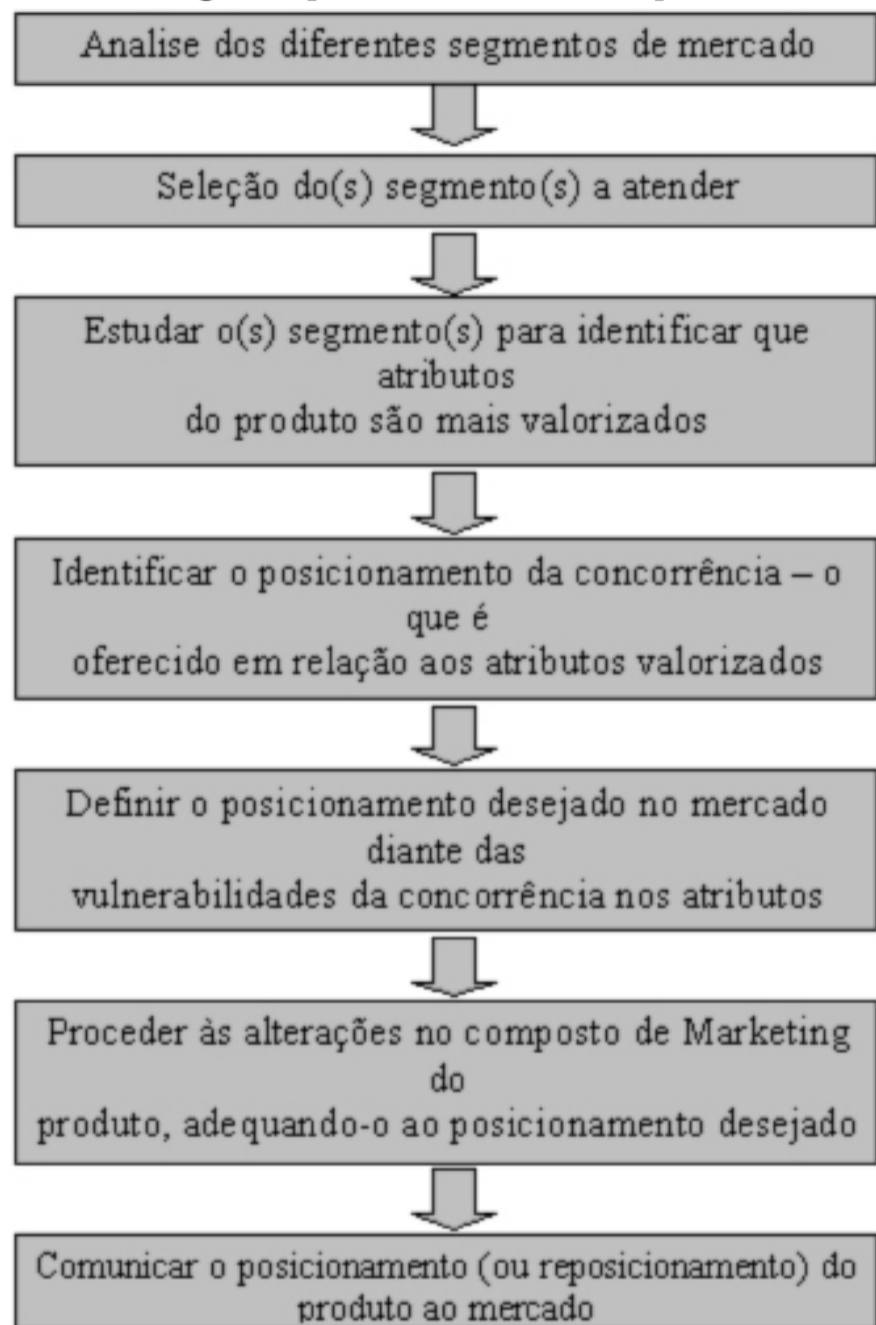 Analise dos diferentes segmentos de mercado
Seleção do(s) segmento(s) a atender
Estudar o(s) segmento(s) para identificar que
atributos
do produto são mais valorizados
Identificar o posicionamento da concorrência – o
que é
oferecido em relação aos atributos valorizados
Definir o posicionamento desejado no mercado
diante das
vulnerabilidades da concorrência nos atributos
Proceder às alterações no composto de Marketing
do
produto, adequando-o ao posicionamento desejado
Comunicar o posicionamento (ou reposicionamento) do
produto ao mercado